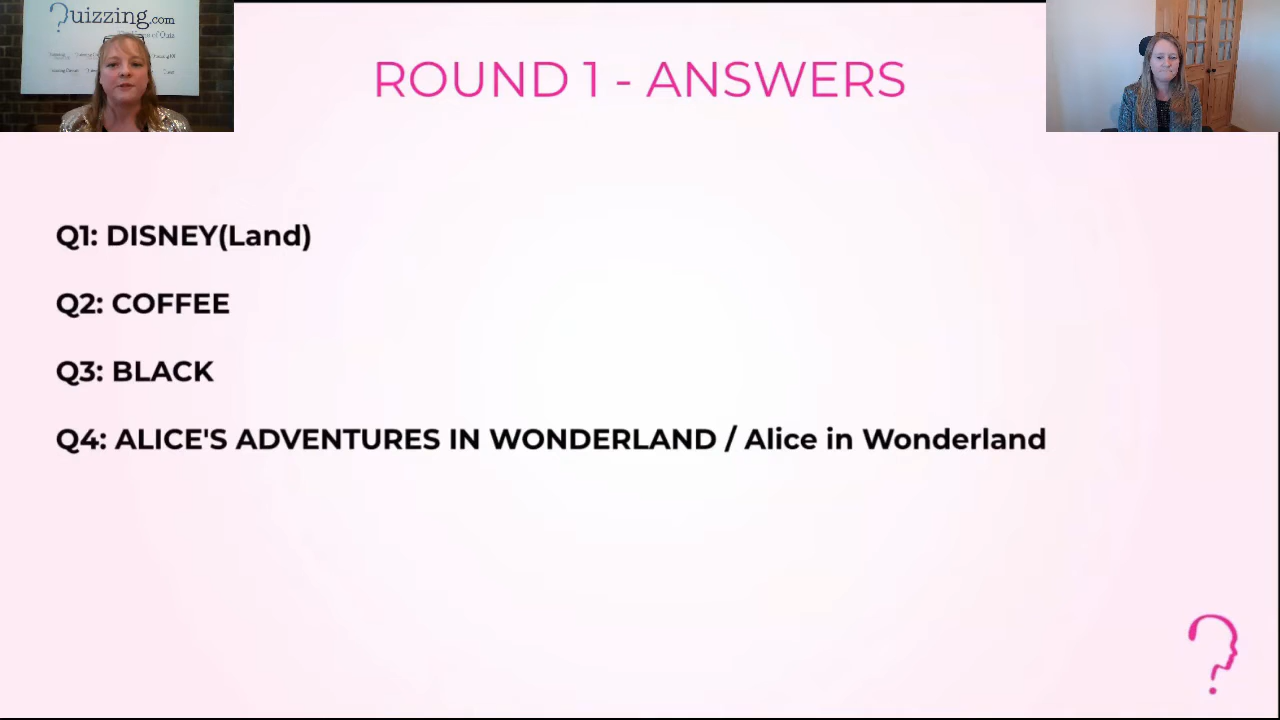 Quizzing.com
ROUND 1 - ANSWERS
Q1: DISNEY(Land)
Q2: COFFEE
Q3: BLACK
Q4: ALICE'S ADVENTURES IN WONDERLAND / Alice in Wonderland